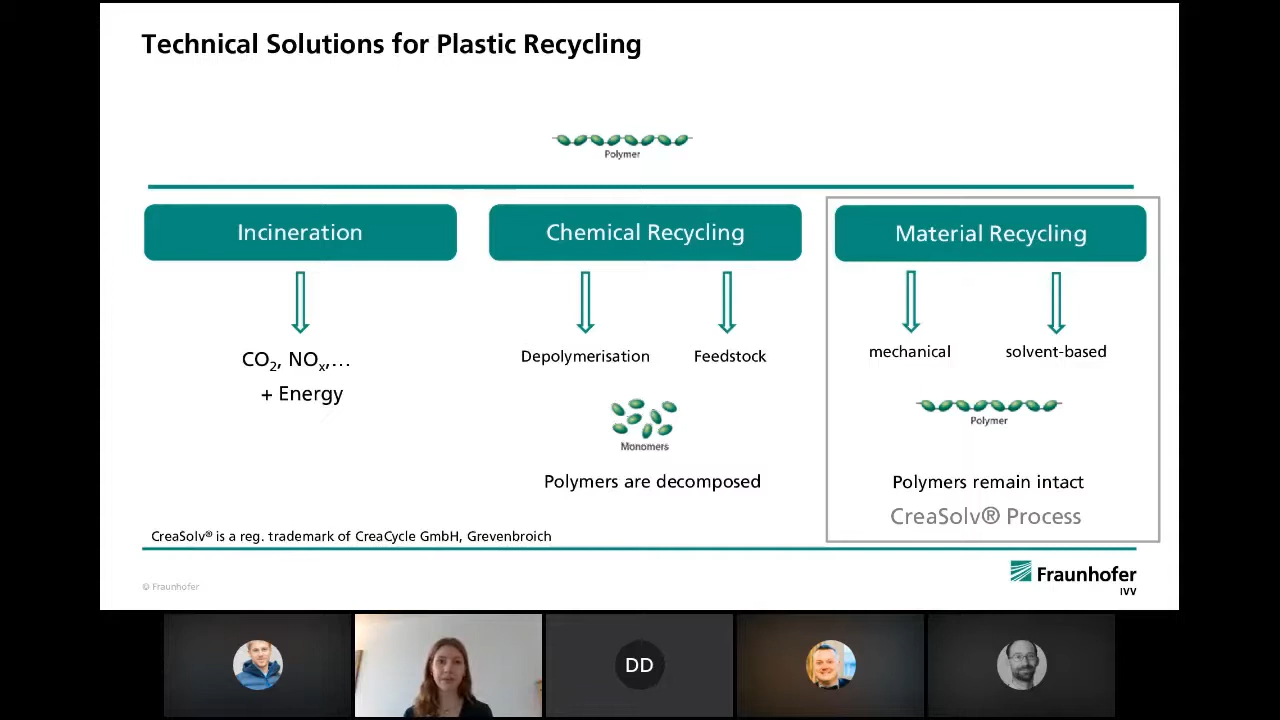 Technical Solutions for Plastic Recycling
Polymer
Incineration
CO2, NOx,...
+ Energy
Chemical Recycling
Depolymerisation
Feedstock
Monomers
Polymers are decomposed
Material Recycling
mechanical
solvent-based
Polymer
Polymers remain intact
CreaSolv® Process
CreaSolv® is a reg. trademark of CreaCycle GmbH, Grevenbroich
© Fraunhofer
Fraunhofer
IVV
DD